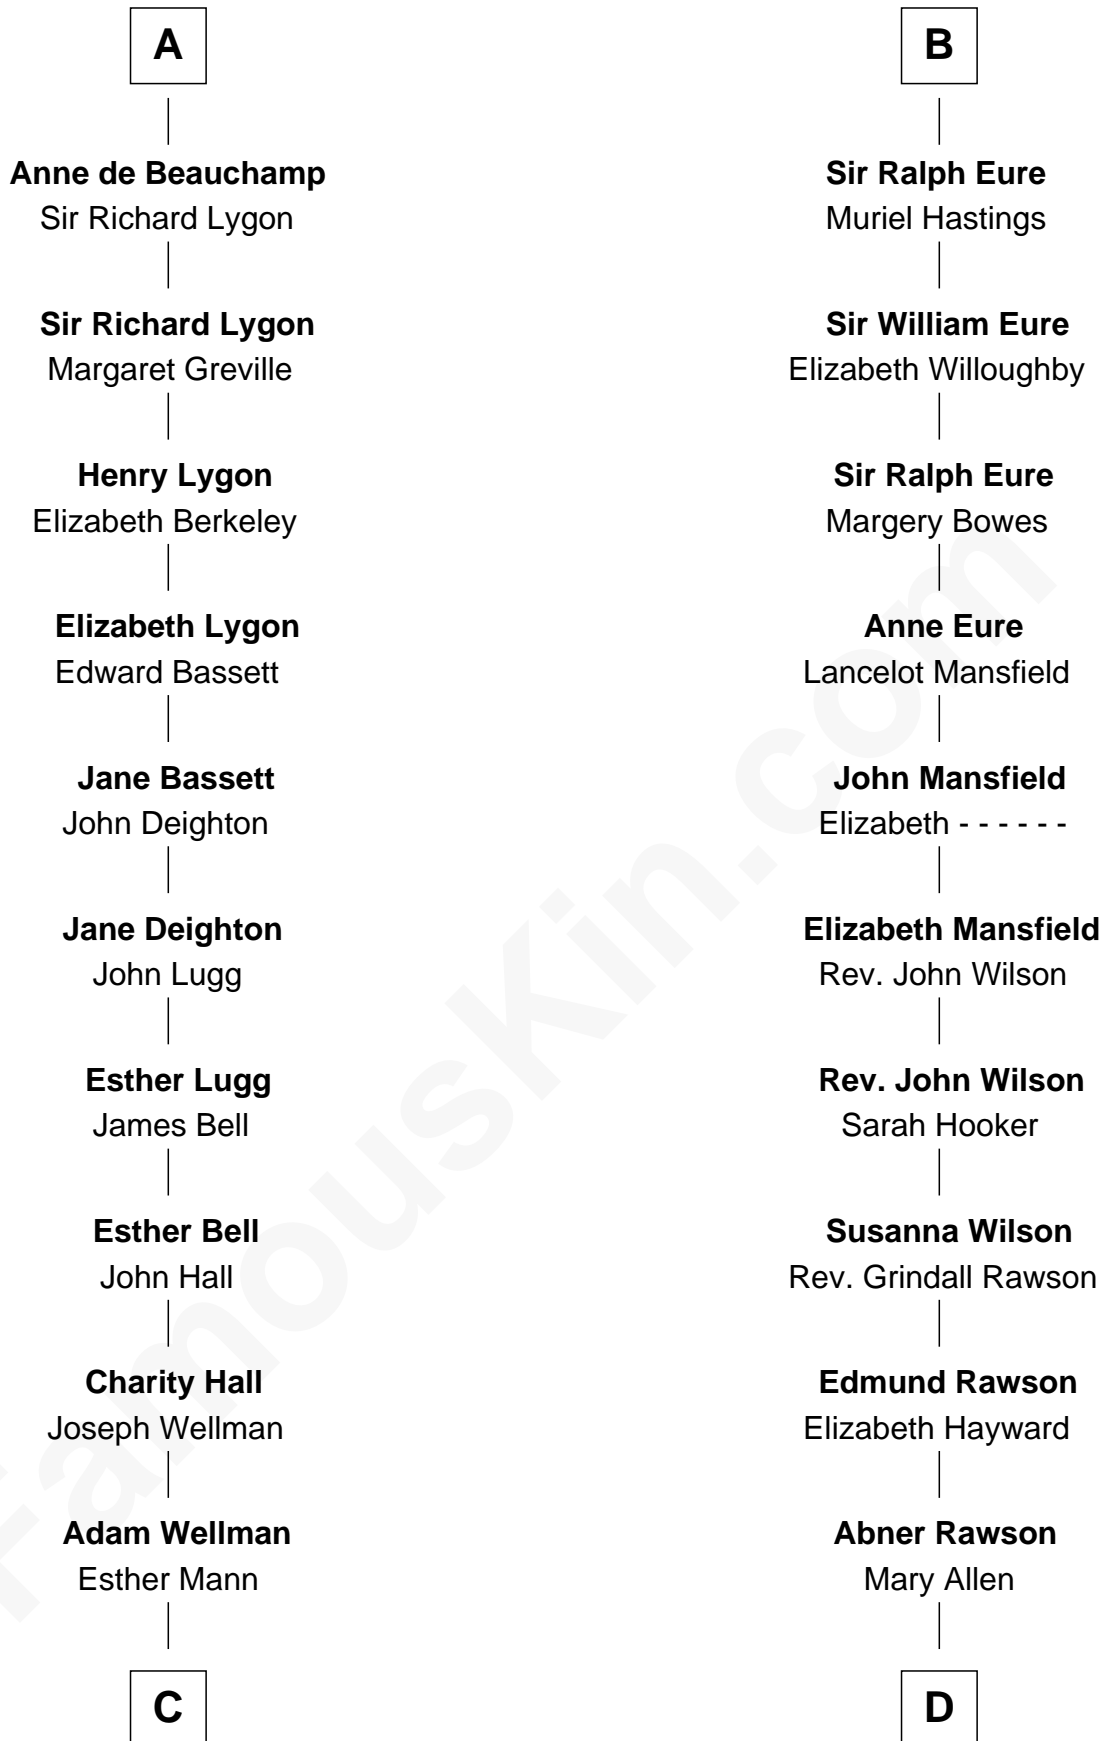 A
Anne de Beauchamp
Sir Richard Lygon
Sir Richard Lygon
Margaret Greville
Henry Lygon
Elizabeth Berkeley
Elizabeth Lygon
Edward Bassett
Jane Bassett
John Deighton
Jane Deighton
John Lugg
Esther Lugg
James Bell
Esther Bell
John Hall
Charity Hall
Joseph Wellman
Adam Wellman
Esther Mann
C
B
Sir Ralph Eure
Muriel Hastings
Sir William Eure
Elizabeth Willoughby
Sir Ralph Eure
Margery Bowes
Anne Eure
Lancelot Mansfield
John Mansfield
Elizabeth - - - - - -
Elizabeth Mansfield
Rev. John Wilson
Rev. John Wilson
Sarah Hooker
Susanna Wilson
Rev. Grindall Rawson
Edmund Rawson
Elizabeth Hayward
Abner Rawson
Mary Allen
D
FamousKin.com